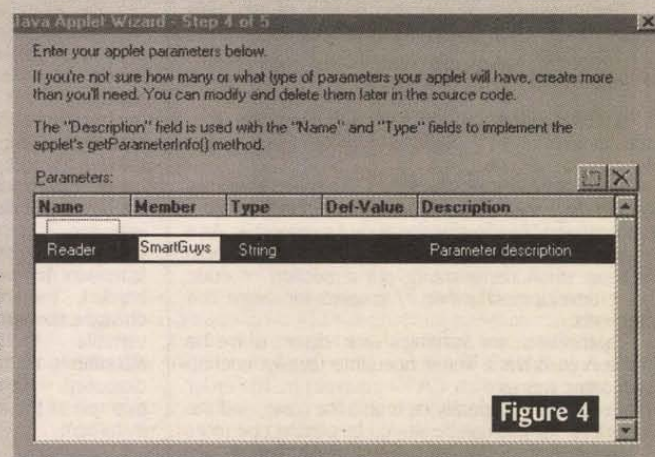 Java Applet Wizard - Step 4 of 5
Enter your applet parameters below.
If you're not sure how many or what type of parameters your applet will have, create more
than you'll need. You can modify and delete them later in the source code.
The "Description" field is used with the "Name" and "Type" fields to implement the
applet's getParameterInfo() method.
Parameters:
Name Member Type Def-Value Description
Reader SmartGuys String Parameter description
Figure 4